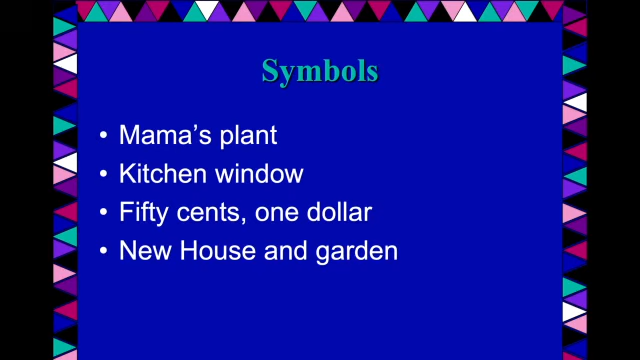 Symbols
• Mama's plant
• Kitchen window
• Fifty cents, one dollar
• New House and garden